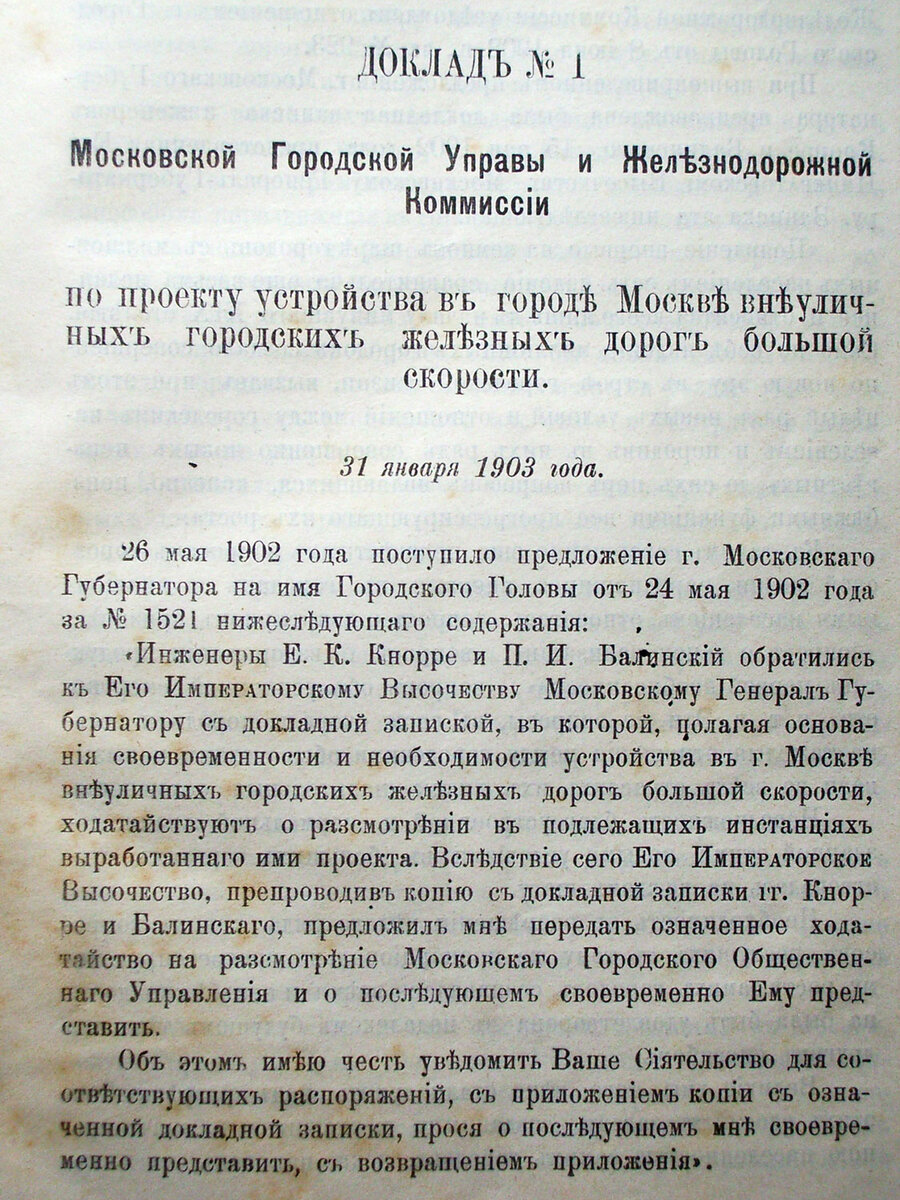 ДОКЛАДЪ № 1
Московской Городской Управы и Желѣзнодорожной
Коммиссіи
по проекту устройства въ городѣ Москвѣ внѣулич-
ныхъ городскихъ желѣзныхъ дорогъ большой
скорости.
31 января 1903 года.
26 мая 1902 года поступило предложеніе г. Московскаго
Губернатора на имя Городского Головы отъ 24 мая 1902 года
за № 1521 нижеслѣдующаго содержанія:
«Инженеры Е. К. Кнорре и П. И. Балинскій обратились
къ Его Императорскому Высочеству Московскому Генералъ Гу-
бернатору съ докладной запиской, въ которой, полагая основа-
нія своевременности и необходимости устройства въ г. Москвѣ
внѣуличныхъ городскихъ желѣзныхъ дорогъ большой скорости,
ходатайствуютъ о разсмотрѣніи въ подлежащихъ инстанціяхъ
выработаннаго ими проекта. Вслѣдствіе сего Его Императорское
Высочество, препроводивъ копію съ докладной записки гг. Кнор-
ре и Балинскаго, предложилъ мнѣ передать означенное хода-
тайство на разсмотрѣніе Московскаго Городского Общественнаго-
наго Управленія и о послѣдующемъ своевременно Ему пред-
ставить.
Объ этомъ имѣю честь увѣдомить Ваше Сіятельство для со-
отвѣтствующихъ распоряженій, съ приложеніемъ копіи съ озна-
ченной докладной записки, прося о послѣдующемъ мнѣ своевре-
менно представить, съ возвращеніемъ приложенія».